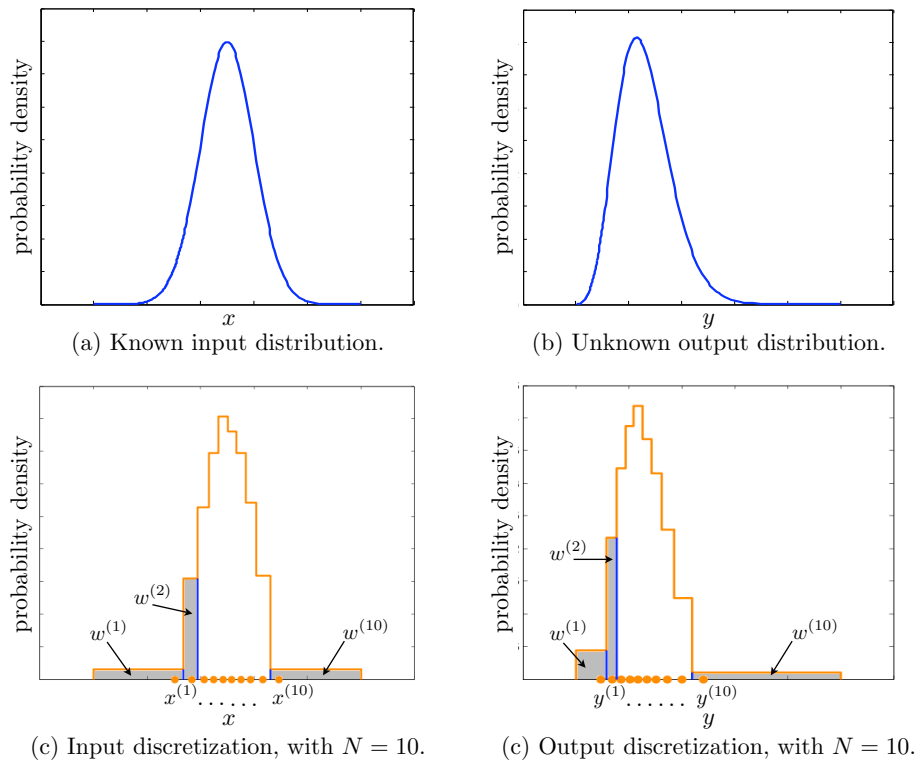 probability density
x
(a) Known input distribution.
probability density
y
(b) Unknown output distribution.
probability density
w^{(1)}
w^{(2)}
w^{(10)}
x^{(1)} ...... x^{(10)}
x
(c) Input discretization, with N = 10.
probability density
w^{(1)}
w^{(2)}
w^{(10)}
y^{(1)} ...... y^{(10)}
y
(c) Output discretization, with N = 10.